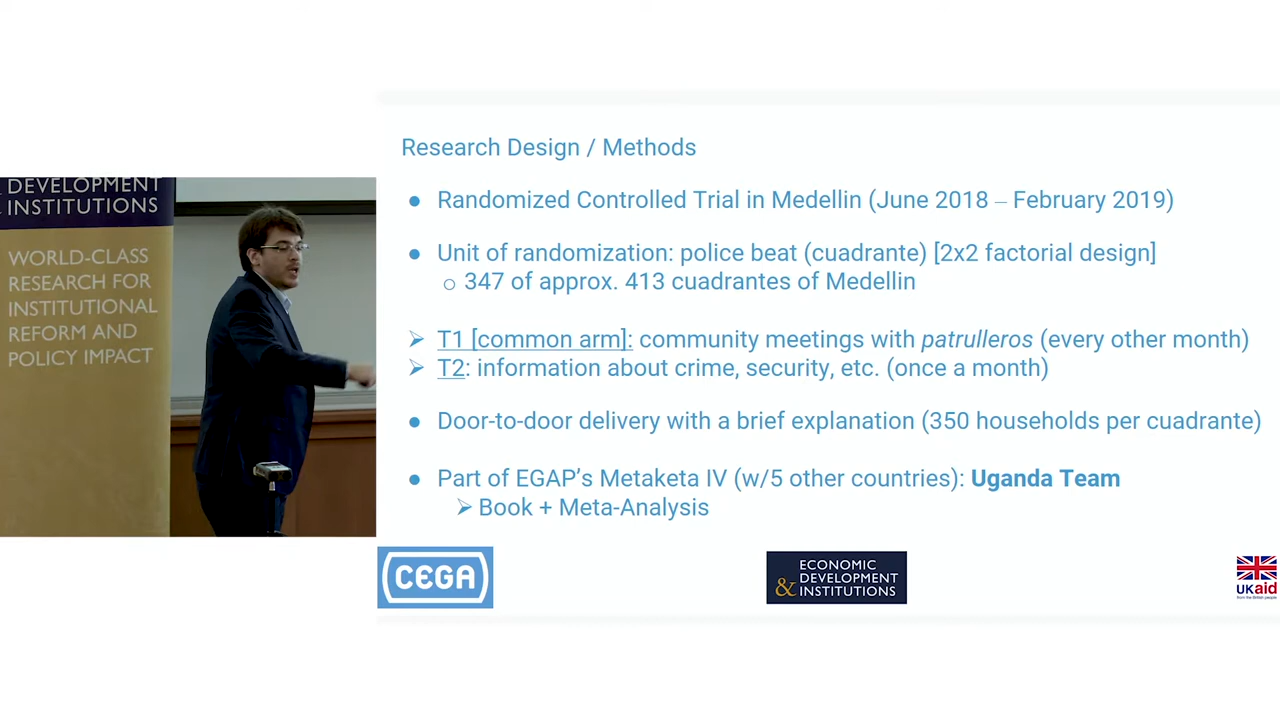 DEVELOPMENT
& INSTITUTIONS
WORLD-CLASS
RESEARCH FOR
INSTITUTIONAL
REFORM AND
POLICY IMPACT
Research Design / Methods
● Randomized Controlled Trial in Medellin (June 2018 – February 2019)
● Unit of randomization: police beat (cuadrante) [2x2 factorial design]
○ 347 of approx. 413 cuadrantes of Medellin
➢ T1 [common arm]: community meetings with patrulleros (every other month)
➢ T2: information about crime, security, etc. (once a month)
● Door-to-door delivery with a brief explanation (350 households per cuadrante)
● Part of EGAP's Metaketa IV (w/5 other countries): Uganda Team
➢ Book + Meta-Analysis
CEGA
ECONOMIC
DEVELOPMENT
& INSTITUTIONS
UKaid
from the British people